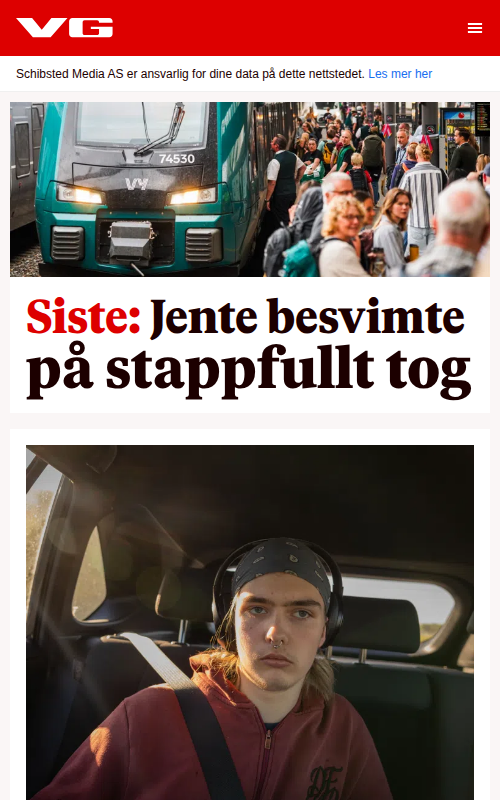 VG
Schibsted Media AS er ansvarlig for dine data på dette nettstedet. Les mer her
74530
VY
Siste: Jente besvimte
på stappfullt tog